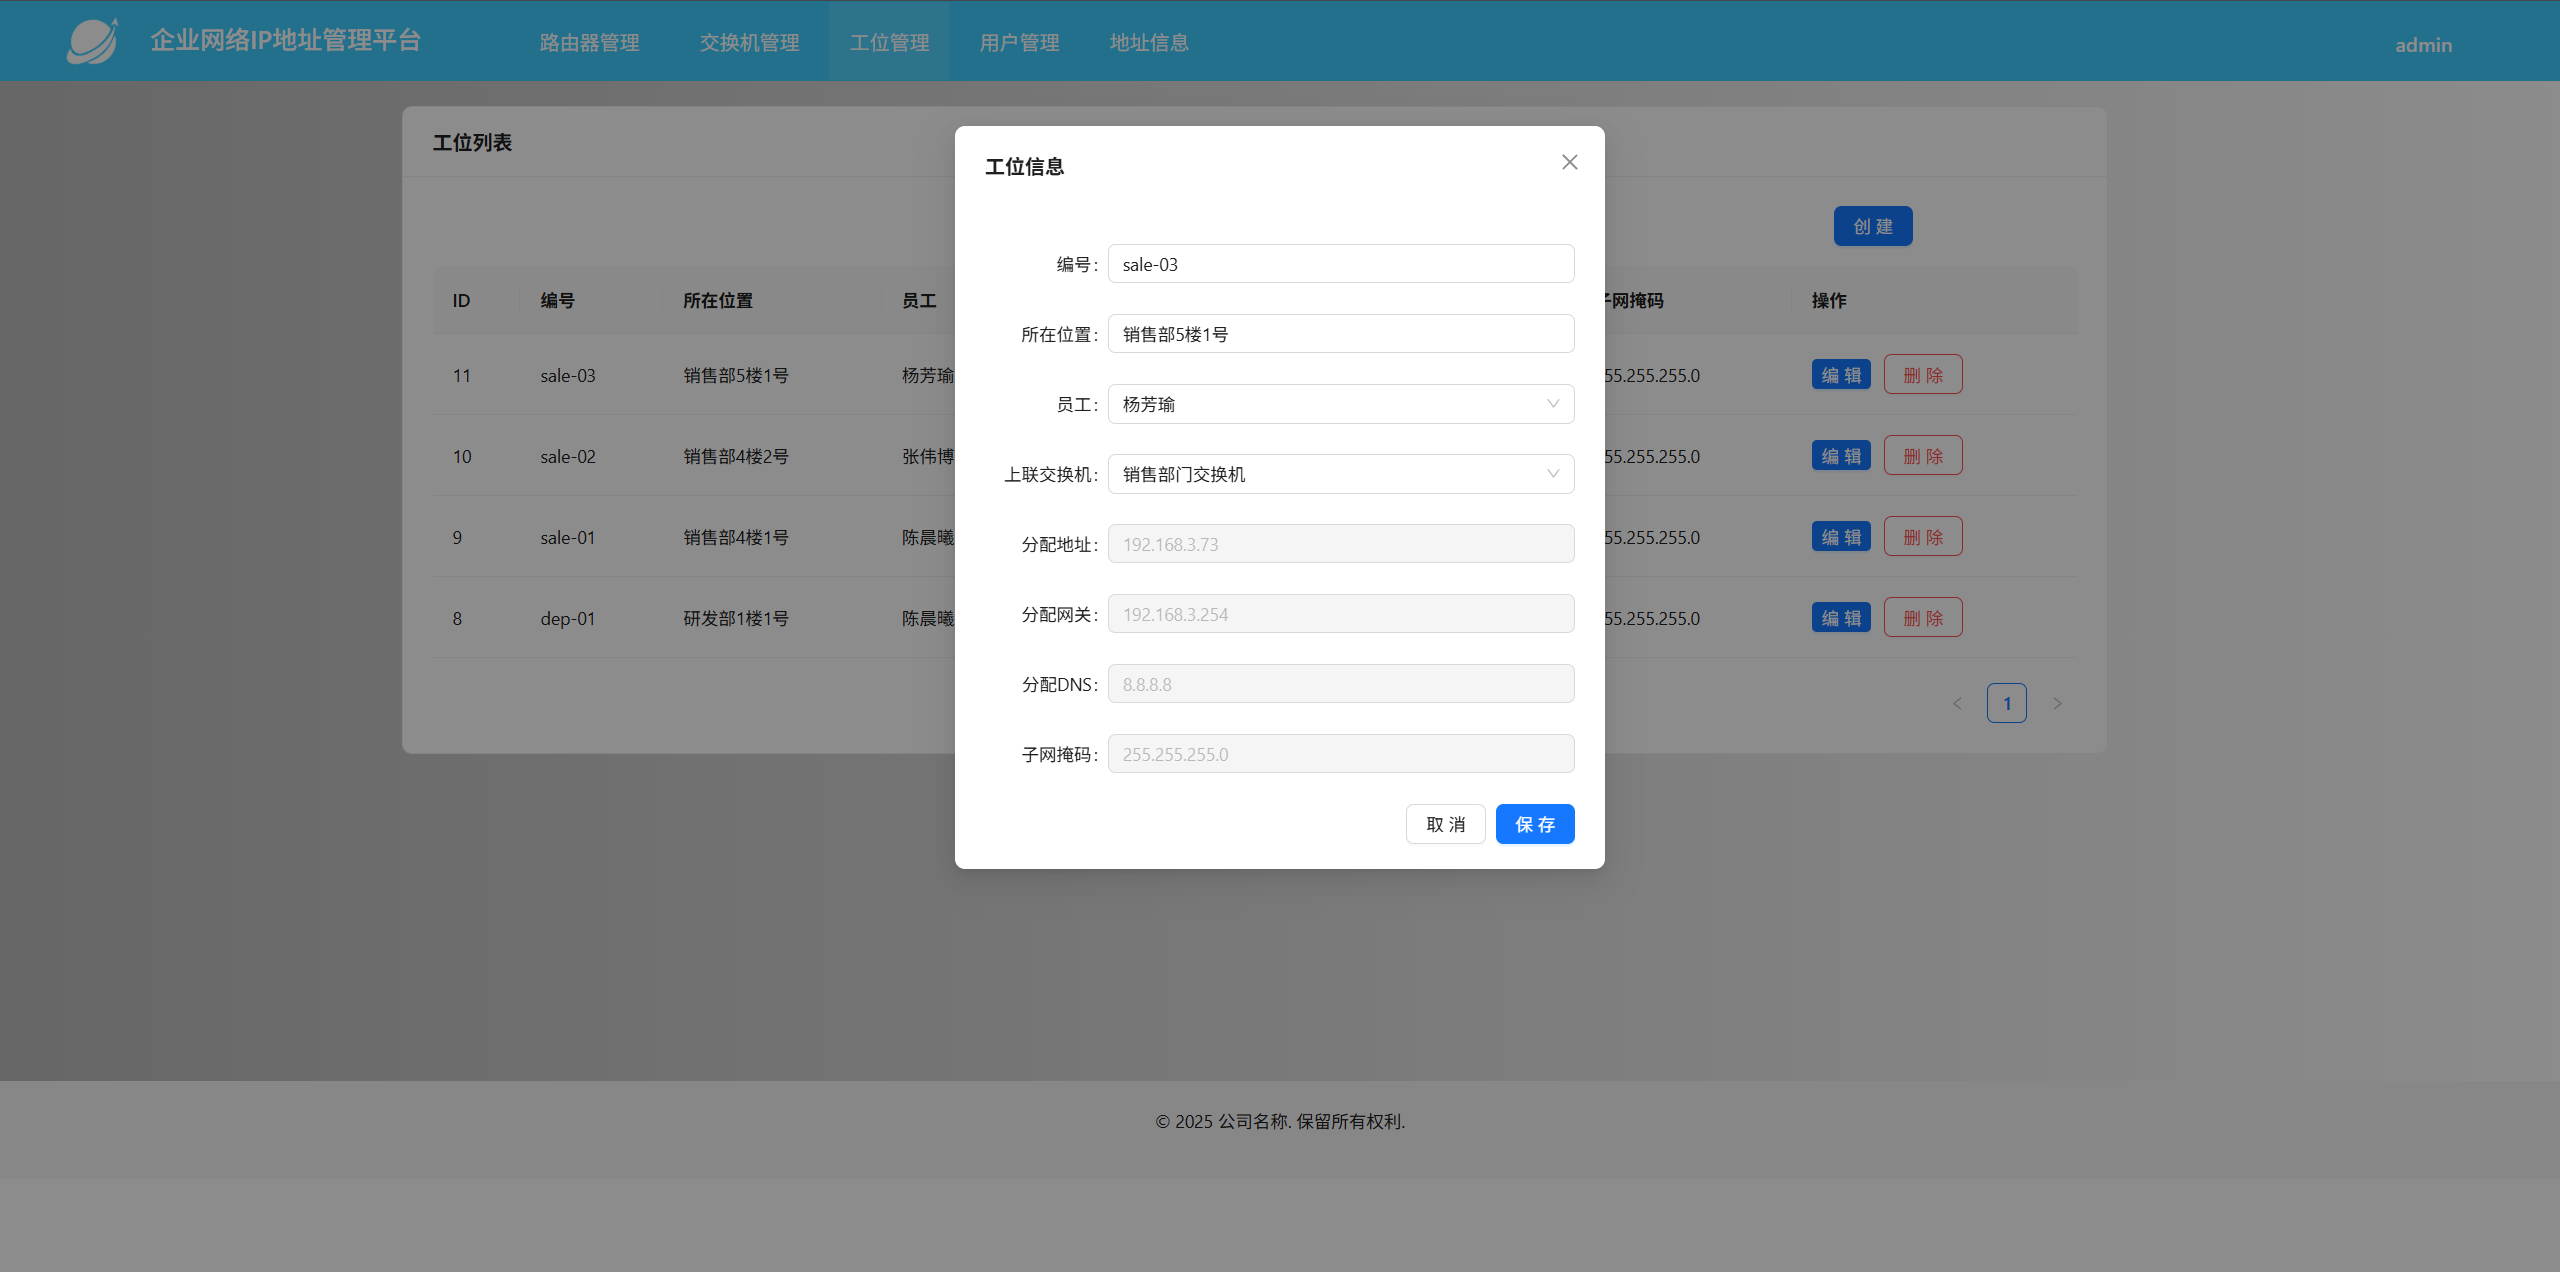 企业网络IP地址管理平台 路由器管理 交换机管理 工位管理 用户管理 地址信息 admin
工位列表
创 建
ID 编号 所在位置 员工 子网掩码 操作
11 sale-03 销售部5楼1号 杨芳瑜 55.255.255.0 编 辑 删 除
10 sale-02 销售部4楼2号 张伟博 55.255.255.0 编 辑 删 除
9 sale-01 销售部4楼1号 陈晨曦 55.255.255.0 编 辑 删 除
8 dep-01 研发部1楼1号 陈晨曦 55.255.255.0 编 辑 删 除
1
工位信息
编号: sale-03
所在位置: 销售部5楼1号
员工: 杨芳瑜
上联交换机: 销售部门交换机
分配地址: 192.168.3.73
分配网关: 192.168.3.254
分配DNS: 8.8.8.8
子网掩码: 255.255.255.0
取 消 保 存
© 2025 公司名称. 保留所有权利.